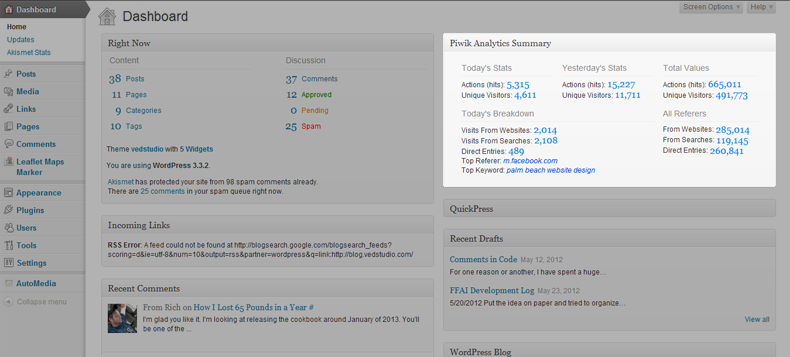 Dashboard
Home
Updates
Akismet Stats
Posts
Media
Links
Pages
Comments
Leaflet Maps
Marker
Appearance
Plugins
Users
Tools
Settings
AutoMedia
Collapse menu
Dashboard
Screen Options
Help
Right Now
Content
Discussion
38 Posts
37 Comments
11 Pages
12 Approved
9 Categories
0 Pending
10 Tags
25 Spam
Theme vedstudio with 5 Widgets
You are using WordPress 3.3.2.
Akismet has protected your site from 98 spam comments already.
There are 25 comments in your spam queue right now.
Incoming Links
RSS Error: A feed could not be found at http://blogsearch.google.com/blogsearch_feeds?
scoring=d&ie=utf-8&num=10&output=rss&partner=wordpress&q=link:http://blog.vedstudio.com/
Recent Comments
From Rich on How I Lost 65 Pounds in a Year #
I'm glad you like it. I'm looking at releasing the cookbook around January of 2013. You'll
be one of the ...
Piwik Analytics Summary
Today's Stats
Yesterday's Stats
Total Values
Actions (hits): 5,315
Actions (hits): 15,227
Actions (hits): 665,011
Unique Visitors: 4,611
Unique Visitors: 11,711
Unique Visitors: 491,773
Today's Breakdown
All Referers
Visits From Websites: 2,014
From Websites: 285,014
Visits From Searches: 2,108
From Searches: 119,145
Direct Entries: 489
Direct Entries: 260,841
Top Referer: m.facebook.com
Top Keyword: palm beach website design
QuickPress
Recent Drafts
Comments in Code May 12, 2012
For one reason or another, I have spent a huge…
FFAI Development Log May 23, 2012
5/20/2012 Put the idea on paper and tried to organize…
View all
WordPress Blog